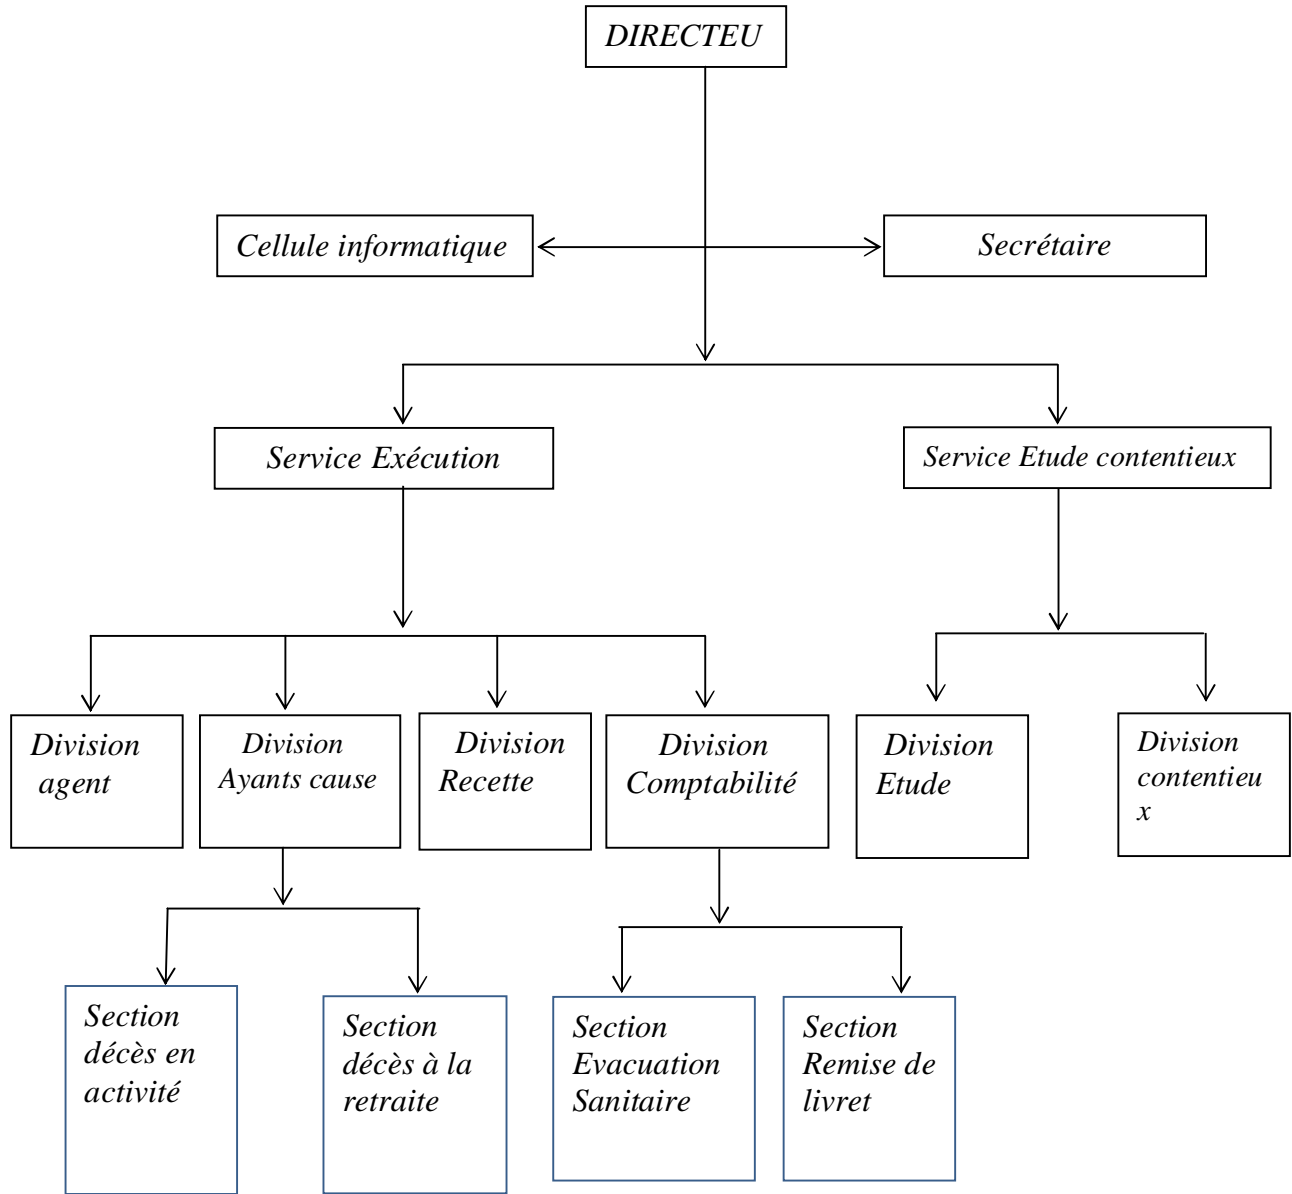 DIRECTEU
Cellule informatique
Secrétaire
Service Exécution
Service Etude contentieux
Division
agent
Division
Ayants cause
Division
Recette
Division
Comptabilité
Division
Etude
Division
contentieu
x
Section
décès en
activité
Section
décès à la
retraite
Section
Evacuation
Sanitaire
Section
Remise de
livret